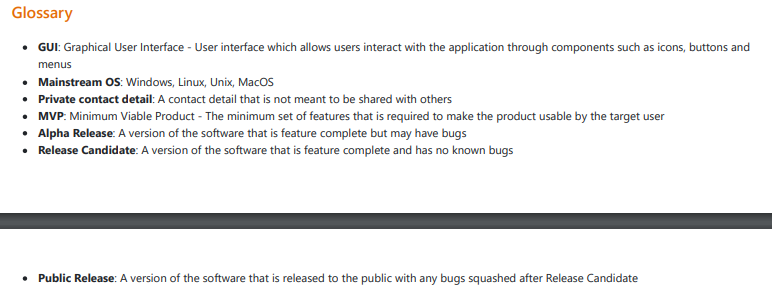 Glossary
• GUI: Graphical User Interface - User interface which allows users interact with the application through components such as icons, buttons and
menus
• Mainstream OS: Windows, Linux, Unix, MacOS
• Private contact detail: A contact detail that is not meant to be shared with others
• MVP: Minimum Viable Product - The minimum set of features that is required to make the product usable by the target user
• Alpha Release: A version of the software that is feature complete but may have bugs
• Release Candidate: A version of the software that is feature complete and has no known bugs
• Public Release: A version of the software that is released to the public with any bugs squashed after Release Candidate